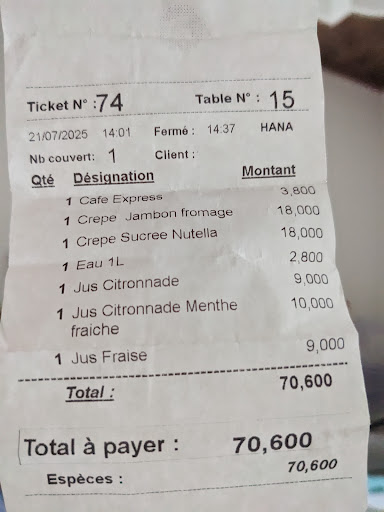 Ticket N° :74 Table N° : 15
21/07/2025 14:01 Fermé : 14:37 HANA
Nb couvert: 1 Client :
Qté Désignation Montant
1 Cafe Express 3,800
1 Crepe Jambon fromage 18,000
1 Crepe Sucree Nutella 18,000
1 Eau 1L 2,800
1 Jus Citronnade 9,000
1 Jus Citronnade Menthe 10,000
fraiche
1 Jus Fraise 9,000
Total : 70,600
Total à payer : 70,600
Espèces : 70,600